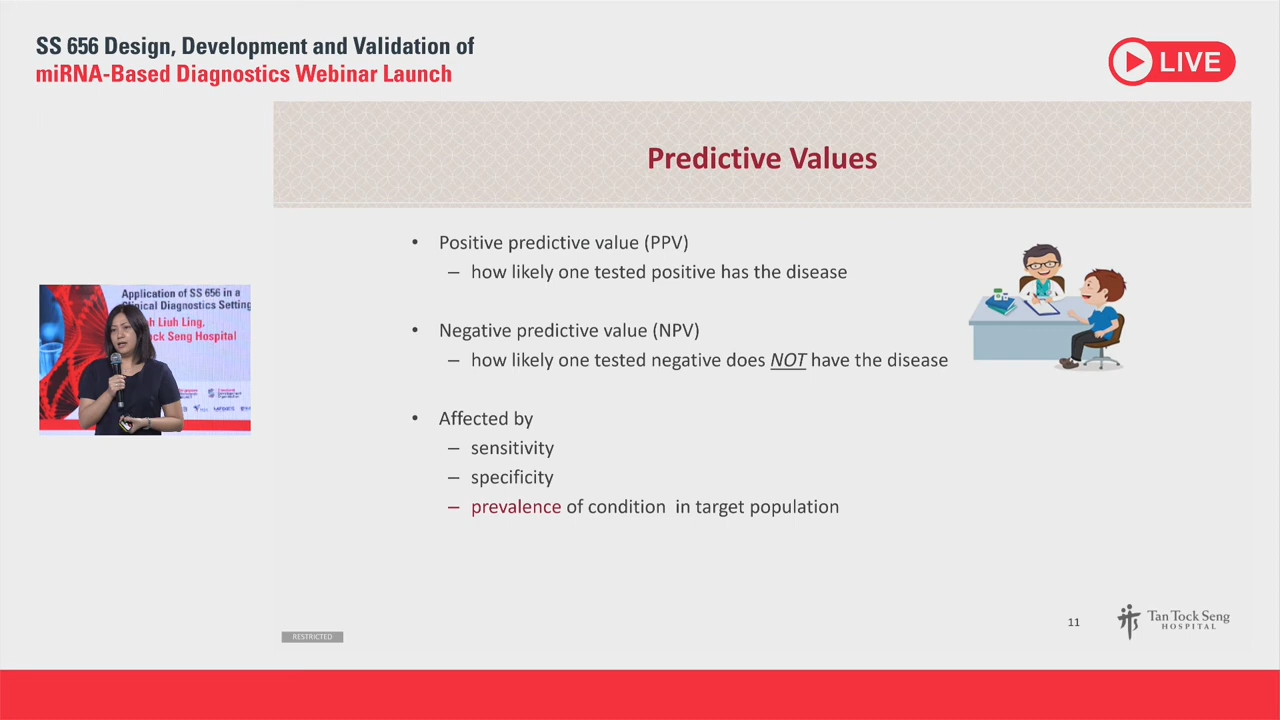 SS 656 Design, Development and Validation of
miRNA-Based Diagnostics Webinar Launch
LIVE
Predictive Values
• Positive predictive value (PPV)
– how likely one tested positive has the disease
• Negative predictive value (NPV)
– how likely one tested negative does NOT have the disease
• Affected by
– sensitivity
– specificity
– prevalence of condition in target population
Application of SS 656 in a
Clinical Diagnostics Setting
Liuh Ling,
Seng Hospital
RESTRICTED
11
Tan Tock Seng
HOSPITAL